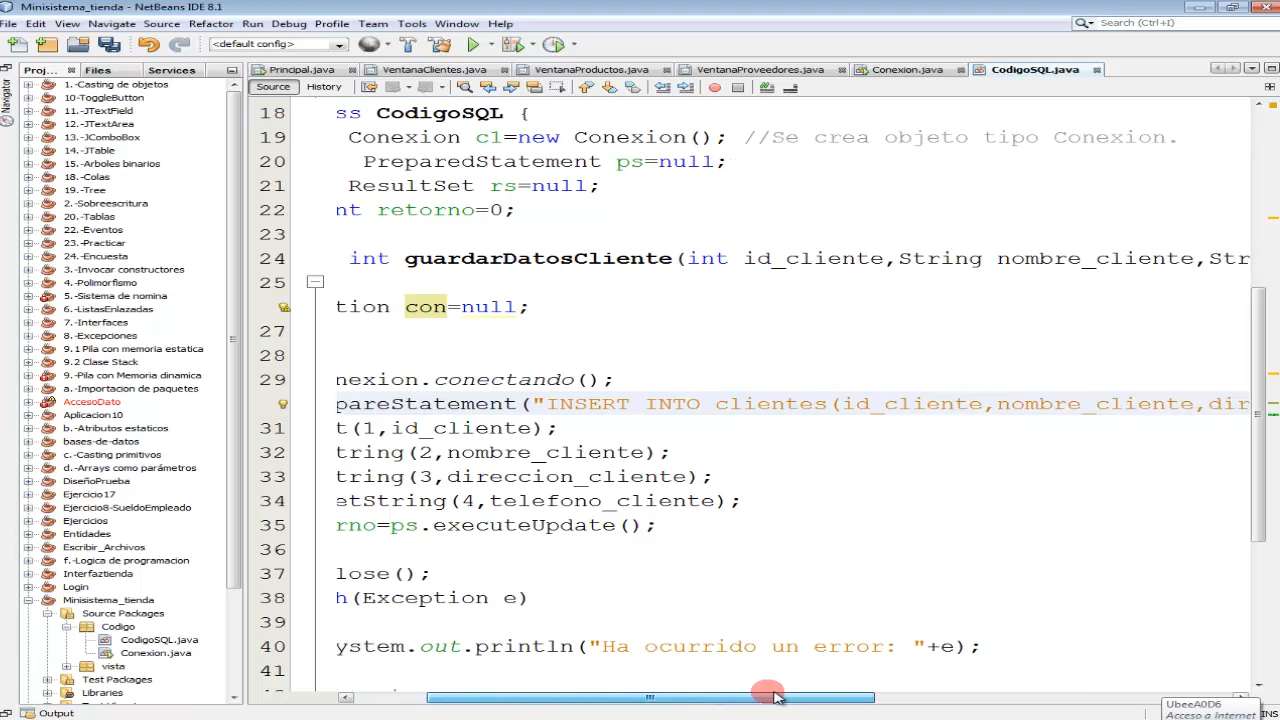 Minisistema_tienda - NetBeans IDE 8.1
File Edit View Navigate Source Refactor Run Debug Profile Team Tools Window Help
Search (Ctrl+I)
<default config>
Proj... Files Services
Principal.java VentanaClientes.java VentanaProductos.java VentanaProveedores.java Conexion.java CodigoSQL.java
Source History
Navigator
1.-Casting de objetos
10-ToggleButton
11.-JTextField
12.-JTextArea
13.-JComboBox
14.-JTable
15.-Arboles binarios
18.-Colas
19.-Tree
2.-Sobreescritura
20.-Tablas
22.-Eventos
23.-Practicar
24.-Encuesta
3.-Invocar constructores
4.-Polimorfismo
5.-Sistema de nomina
6.-ListasEnlazadas
7.-Interfaces
8.-Excepciones
9.1 Pila con memoria estatica
9.2 Clase Stack
9.-Pila con Memoria dinamica
a.-Importacion de paquetes
AccesoDato
Aplicacion10
b.-Atributos estaticos
bases-de-datos
c.-Casting primitivos
d.-Arrays como parámetros
DiseñoPrueba
Ejercicio17
Ejercicio8-SueldoEmpleado
Ejercicios
Entidades
Escribir_Archivos
f.-Logica de programacion
Interfaztienda
Login
Minisistema_tienda
Source Packages
Codigo
CodigoSQL.java
Conexion.java
vista
Test Packages
Libraries
18 ss CodigoSQL {
19 Conexion c1=new Conexion(); //Se crea objeto tipo Conexion.
20 PreparedStatement ps=null;
21 ResultSet rs=null;
22 nt retorno=0;
23
24 int guardarDatosCliente(int id_cliente,String nombre_cliente,Str
25
tion con=null;
27
28
29 nexion.conectando();
pareStatement("INSERT INTO clientes(id_cliente,nombre_cliente,dir
31 t(1,id_cliente);
32 tring(2,nombre_cliente);
33 tring(3,direccion_cliente);
34 etString(4,telefono_cliente);
35 rno=ps.executeUpdate();
36
37 lose();
38 h(Exception e)
39
40 ystem.out.println("Ha ocurrido un error: "+e);
41
Output
UbeeA0D6
Acceso a Internet
INS